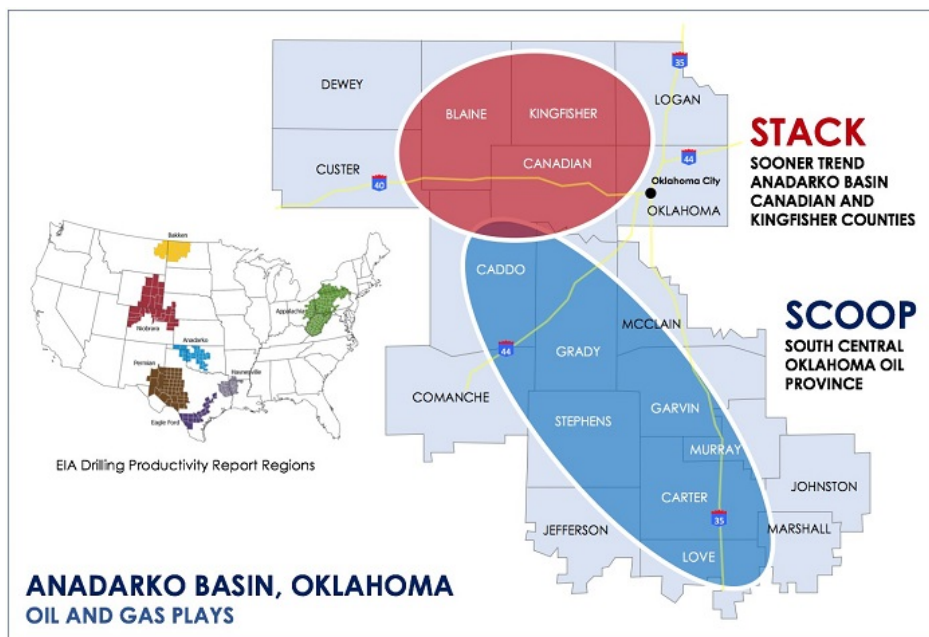 DEWEY
BLAINE
KINGFISHER
LOGAN
35
CUSTER
40
CANADIAN
44
Oklahoma City
OKLAHOMA
STACK
SOONER TREND
ANADARKO BASIN
CANADIAN AND
KINGFISHER COUNTIES
CADDO
MCCLAIN
44
GRADY
COMANCHE
STEPHENS
GARVIN
MURRAY
CARTER
35
JOHNSTON
MARSHALL
JEFFERSON
LOVE
SCOOP
SOUTH CENTRAL
OKLAHOMA OIL
PROVINCE
Bakken
Niobrara
Appalachian
Anadarko
Permian
Haynesville
Eagle Ford
EIA Drilling Productivity Report Regions
ANADARKO BASIN, OKLAHOMA
OIL AND GAS PLAYS